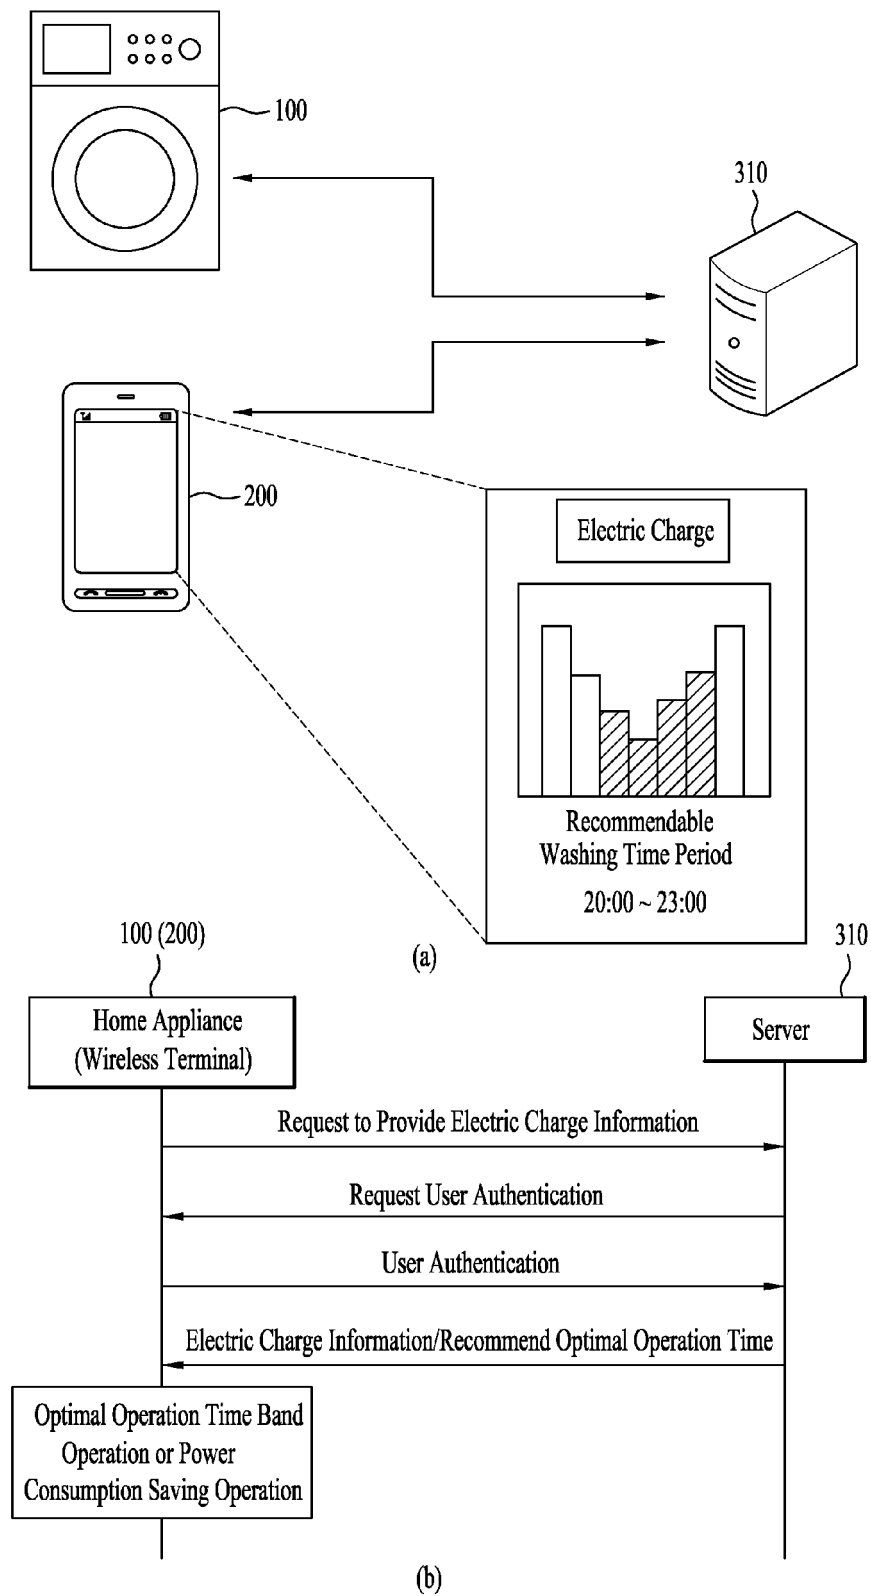 100
310
200
Electric Charge
Recommendable
Washing Time Period
20:00 ~ 23:00
(a)
100 (200)
310
Home Appliance
(Wireless Terminal)
Server
Request to Provide Electric Charge Information
Request User Authentication
User Authentication
Electric Charge Information/Recommend Optimal Operation Time
Optimal Operation Time Band
Operation or Power
Consumption Saving Operation
(b)